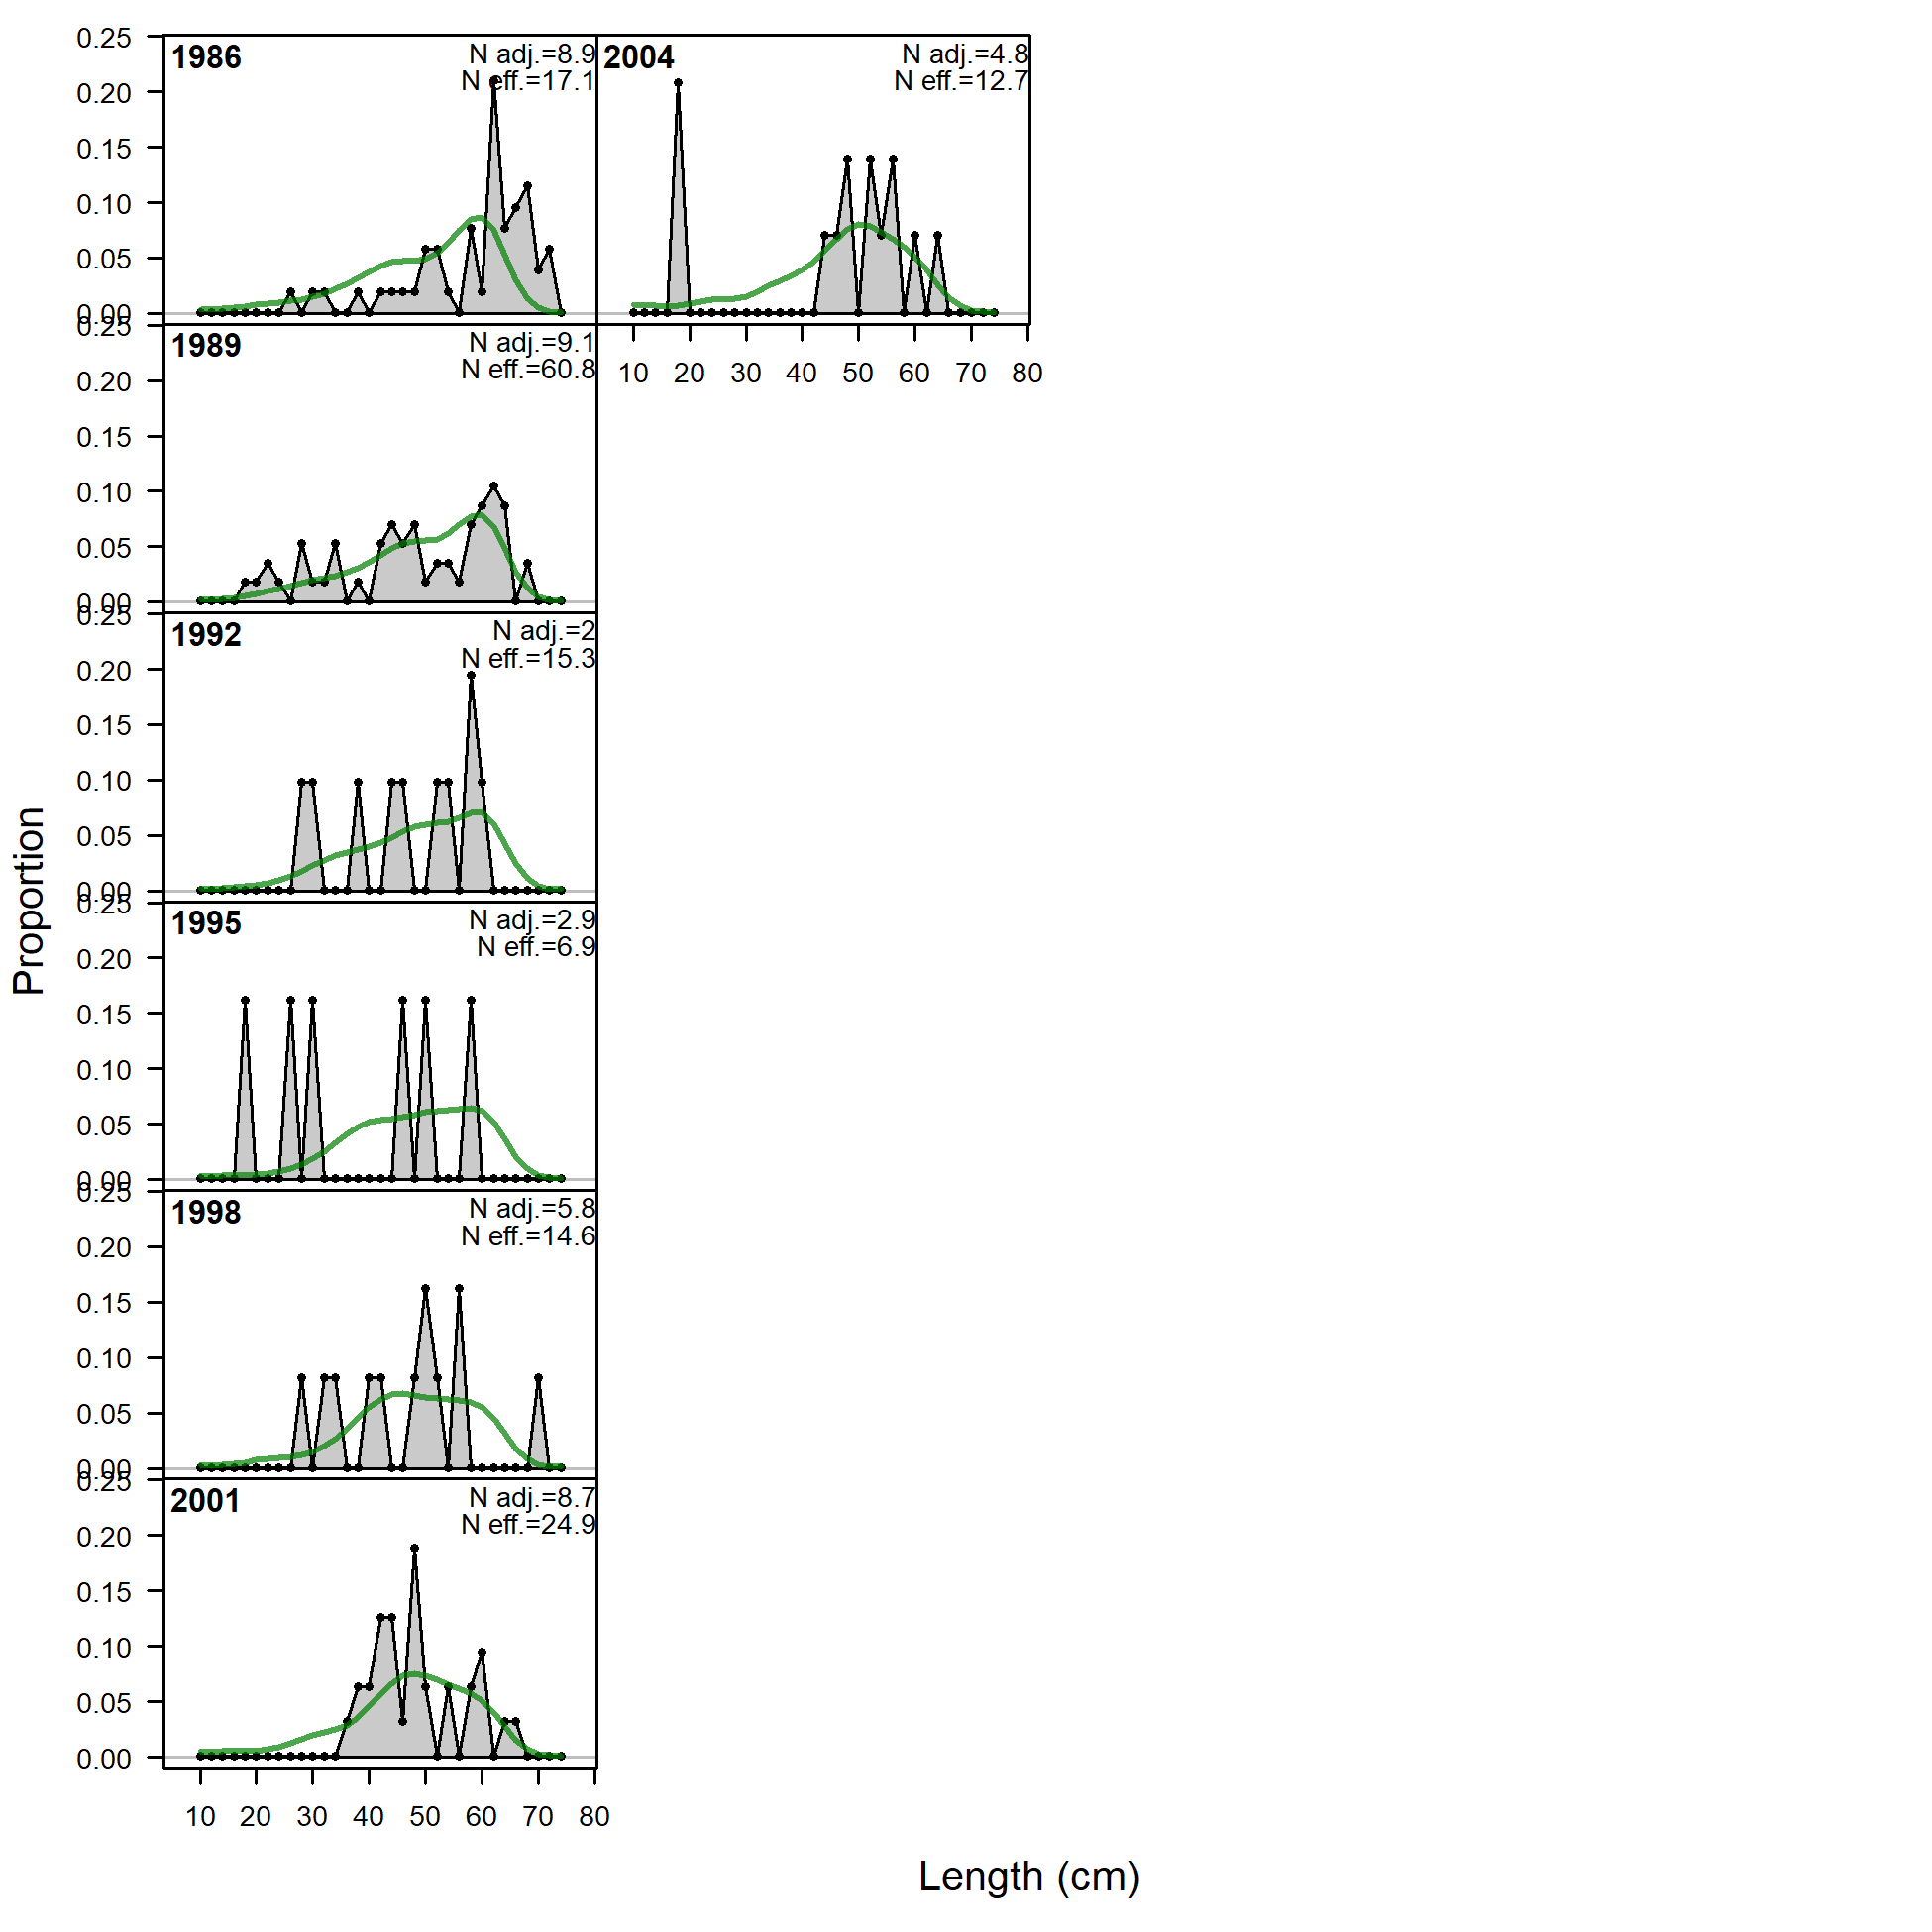 Proportion
0.25
0.20
0.15
0.10
0.05
0.00
1986
N adj.=8.9
N eff.=17.1
2004
N adj.=4.8
N eff.=12.7
10 20 30 40 50 60 70 80
0.25
0.20
0.15
0.10
0.05
0.00
1989
N adj.=9.1
N eff.=60.8
0.25
0.20
0.15
0.10
0.05
0.00
1992
N adj.=2
N eff.=15.3
0.25
0.20
0.15
0.10
0.05
0.00
1995
N adj.=2.9
N eff.=6.9
0.25
0.20
0.15
0.10
0.05
0.00
1998
N adj.=5.8
N eff.=14.6
0.25
0.20
0.15
0.10
0.05
0.00
2001
N adj.=8.7
N eff.=24.9
10 20 30 40 50 60 70 80
Length (cm)